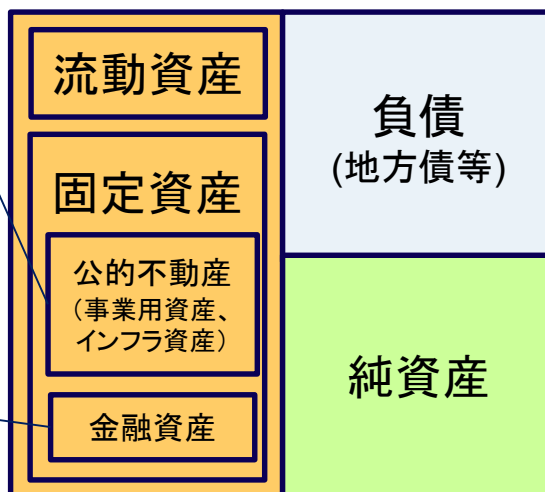 流動資産
固定資産
公的不動産
（事業用資産、
インフラ資産）
金融資産
負債
(地方債等)
純資産